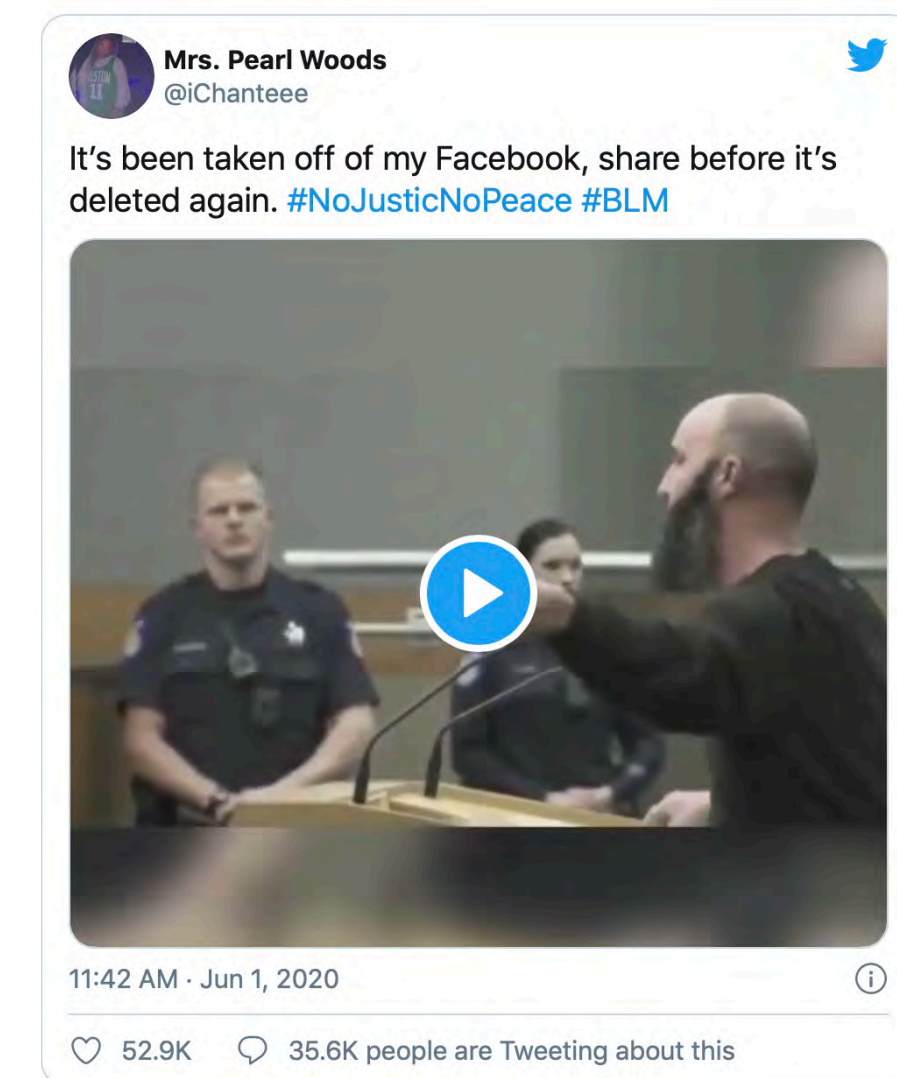 Mrs. Pearl Woods
@iChanteee
It's been taken off of my Facebook, share before it's
deleted again. #NoJusticNoPeace #BLM
11:42 AM · Jun 1, 2020
52.9K 35.6K people are Tweeting about this